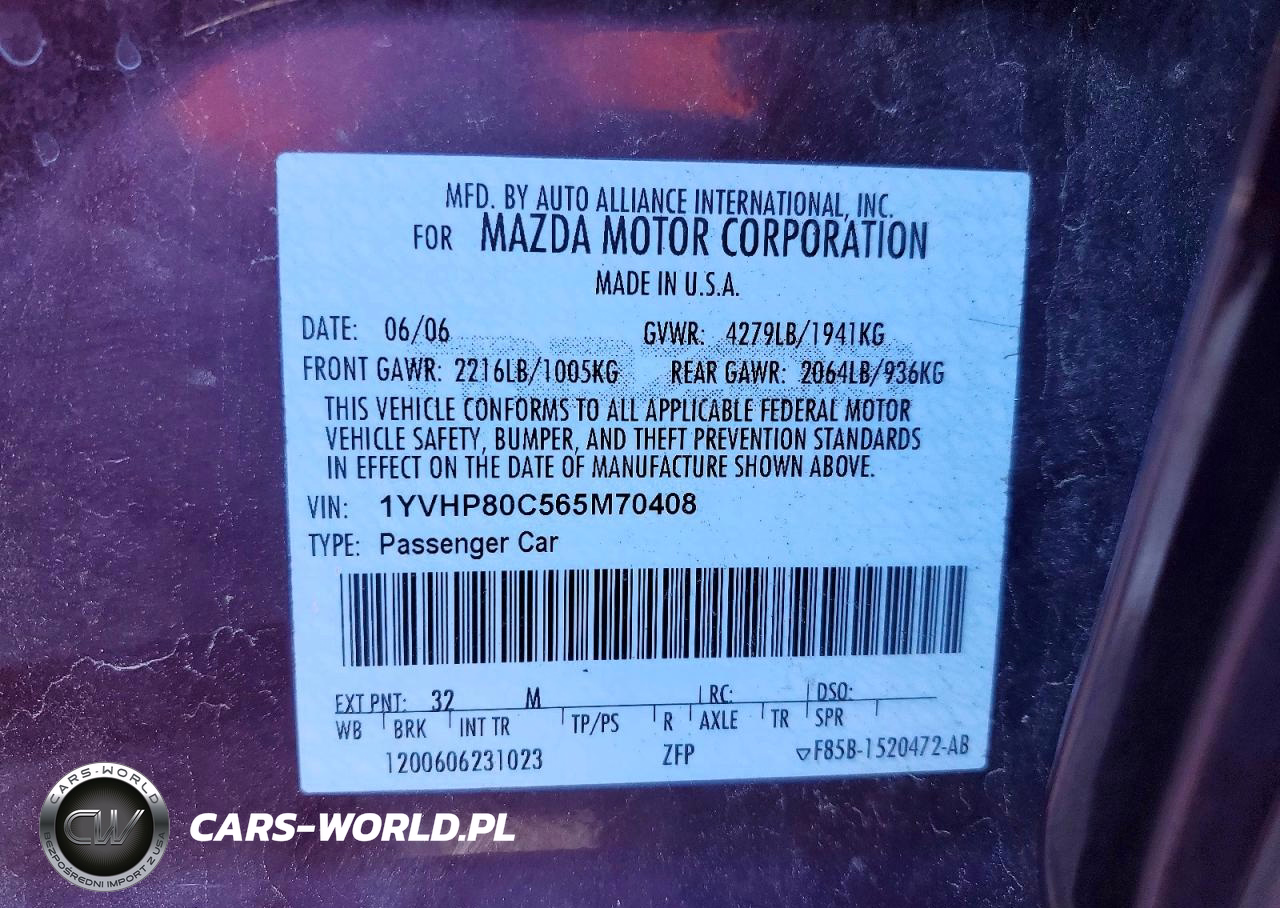 MFD. BY AUTO ALLIANCE INTERNATIONAL, INC.
FOR MAZDA MOTOR CORPORATION
MADE IN U.S.A.
DATE: 06/06 GVWR: 4279LB/1941KG
FRONT GAWR: 2216LB/1005KG REAR GAWR: 2064LB/936KG
THIS VEHICLE CONFORMS TO ALL APPLICABLE FEDERAL MOTOR
VEHICLE SAFETY, BUMPER, AND THEFT PREVENTION STANDARDS
IN EFFECT ON THE DATE OF MANUFACTURE SHOWN ABOVE.
VIN: 1YVHP80C565M70408
TYPE: Passenger Car
EXT PNT: 32 M RC: DSO:
WB BRK INT TR TP/PS R AXLE TR SPR
1200606231023 ZFP ▽F85B-1520472-AB
CARS-WORLD
CW
BEZPOŚREDNI IMPORT Z USA
CARS-WORLD.PL